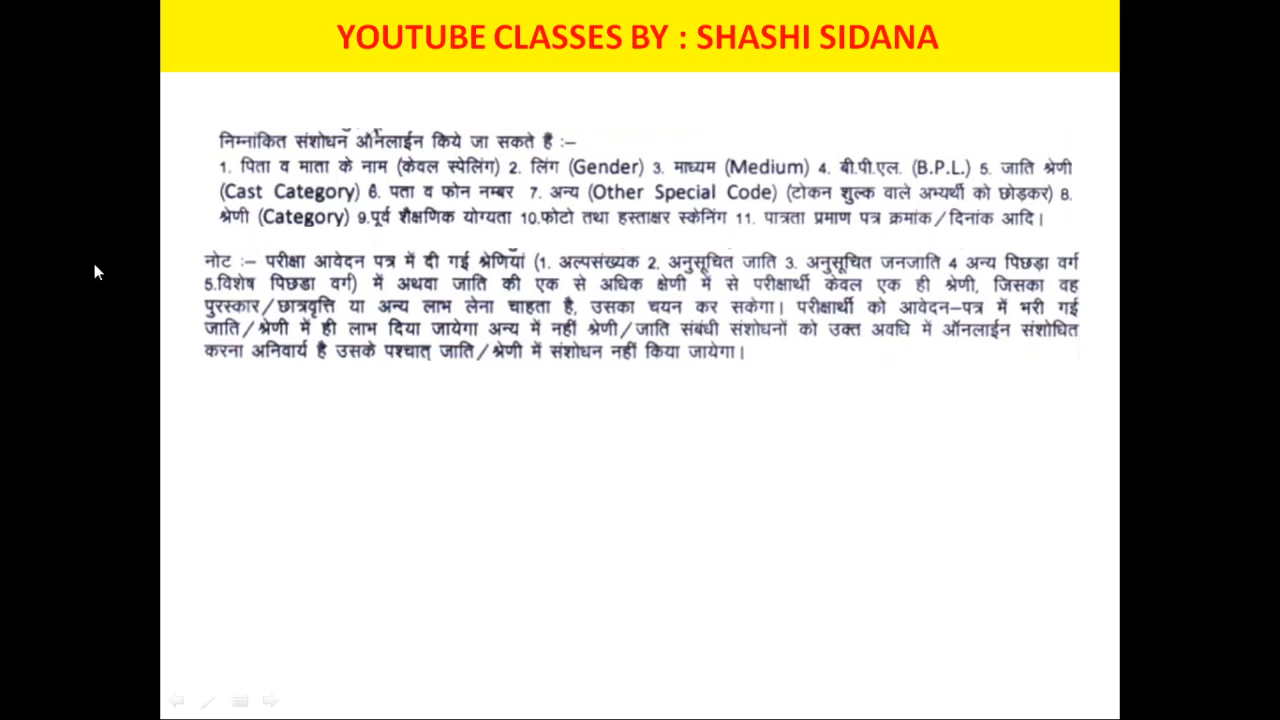 YOUTUBE CLASSES BY : SHASHI SIDANA
निम्नांकित संशोधन ऑनलाईन किये जा सकते हैं :–
1. पिता व माता के नाम (केवल स्पेलिंग) 2. लिंग (Gender) 3. माध्यम (Medium) 4. बी.पी.एल. (B.P.L.) 5. जाति श्रेणी
(Cast Category) 6. पता व फोन नम्बर 7. अन्य (Other Special Code) (टोकन शुल्क वाले अभ्यर्थी को छोड़कर) 8.
श्रेणी (Category) 9.पूर्व शैक्षणिक योग्यता 10.फोटो तथा हस्ताक्षर स्केनिंग 11. पात्रता प्रमाण पत्र क्रमांक/दिनांक आदि।
नोट :– परीक्षा आवेदन पत्र में दी गई श्रेणियां (1. अल्पसंख्यक 2. अनुसूचित जाति 3. अनुसूचित जनजाति 4 अन्य पिछड़ा वर्ग
5.विशेष पिछडा वर्ग) में अथवा जाति की एक से अधिक क्षेणी में से परीक्षार्थी केवल एक ही श्रेणी, जिसका वह
पुरस्कार/छात्रवृत्ति या अन्य लाभ लेना चाहता है, उसका चयन कर सकेगा। परीक्षार्थी को आवेदन–पत्र में भरी गई
जाति/श्रेणी में ही लाभ दिया जायेगा अन्य में नहीं श्रेणी/जाति संबंधी संशोधनों को उक्त अवधि में ऑनलाईन संशोधित
करना अनिवार्य है उसके पश्चात् जाति/श्रेणी में संशोधन नहीं किया जायेगा।